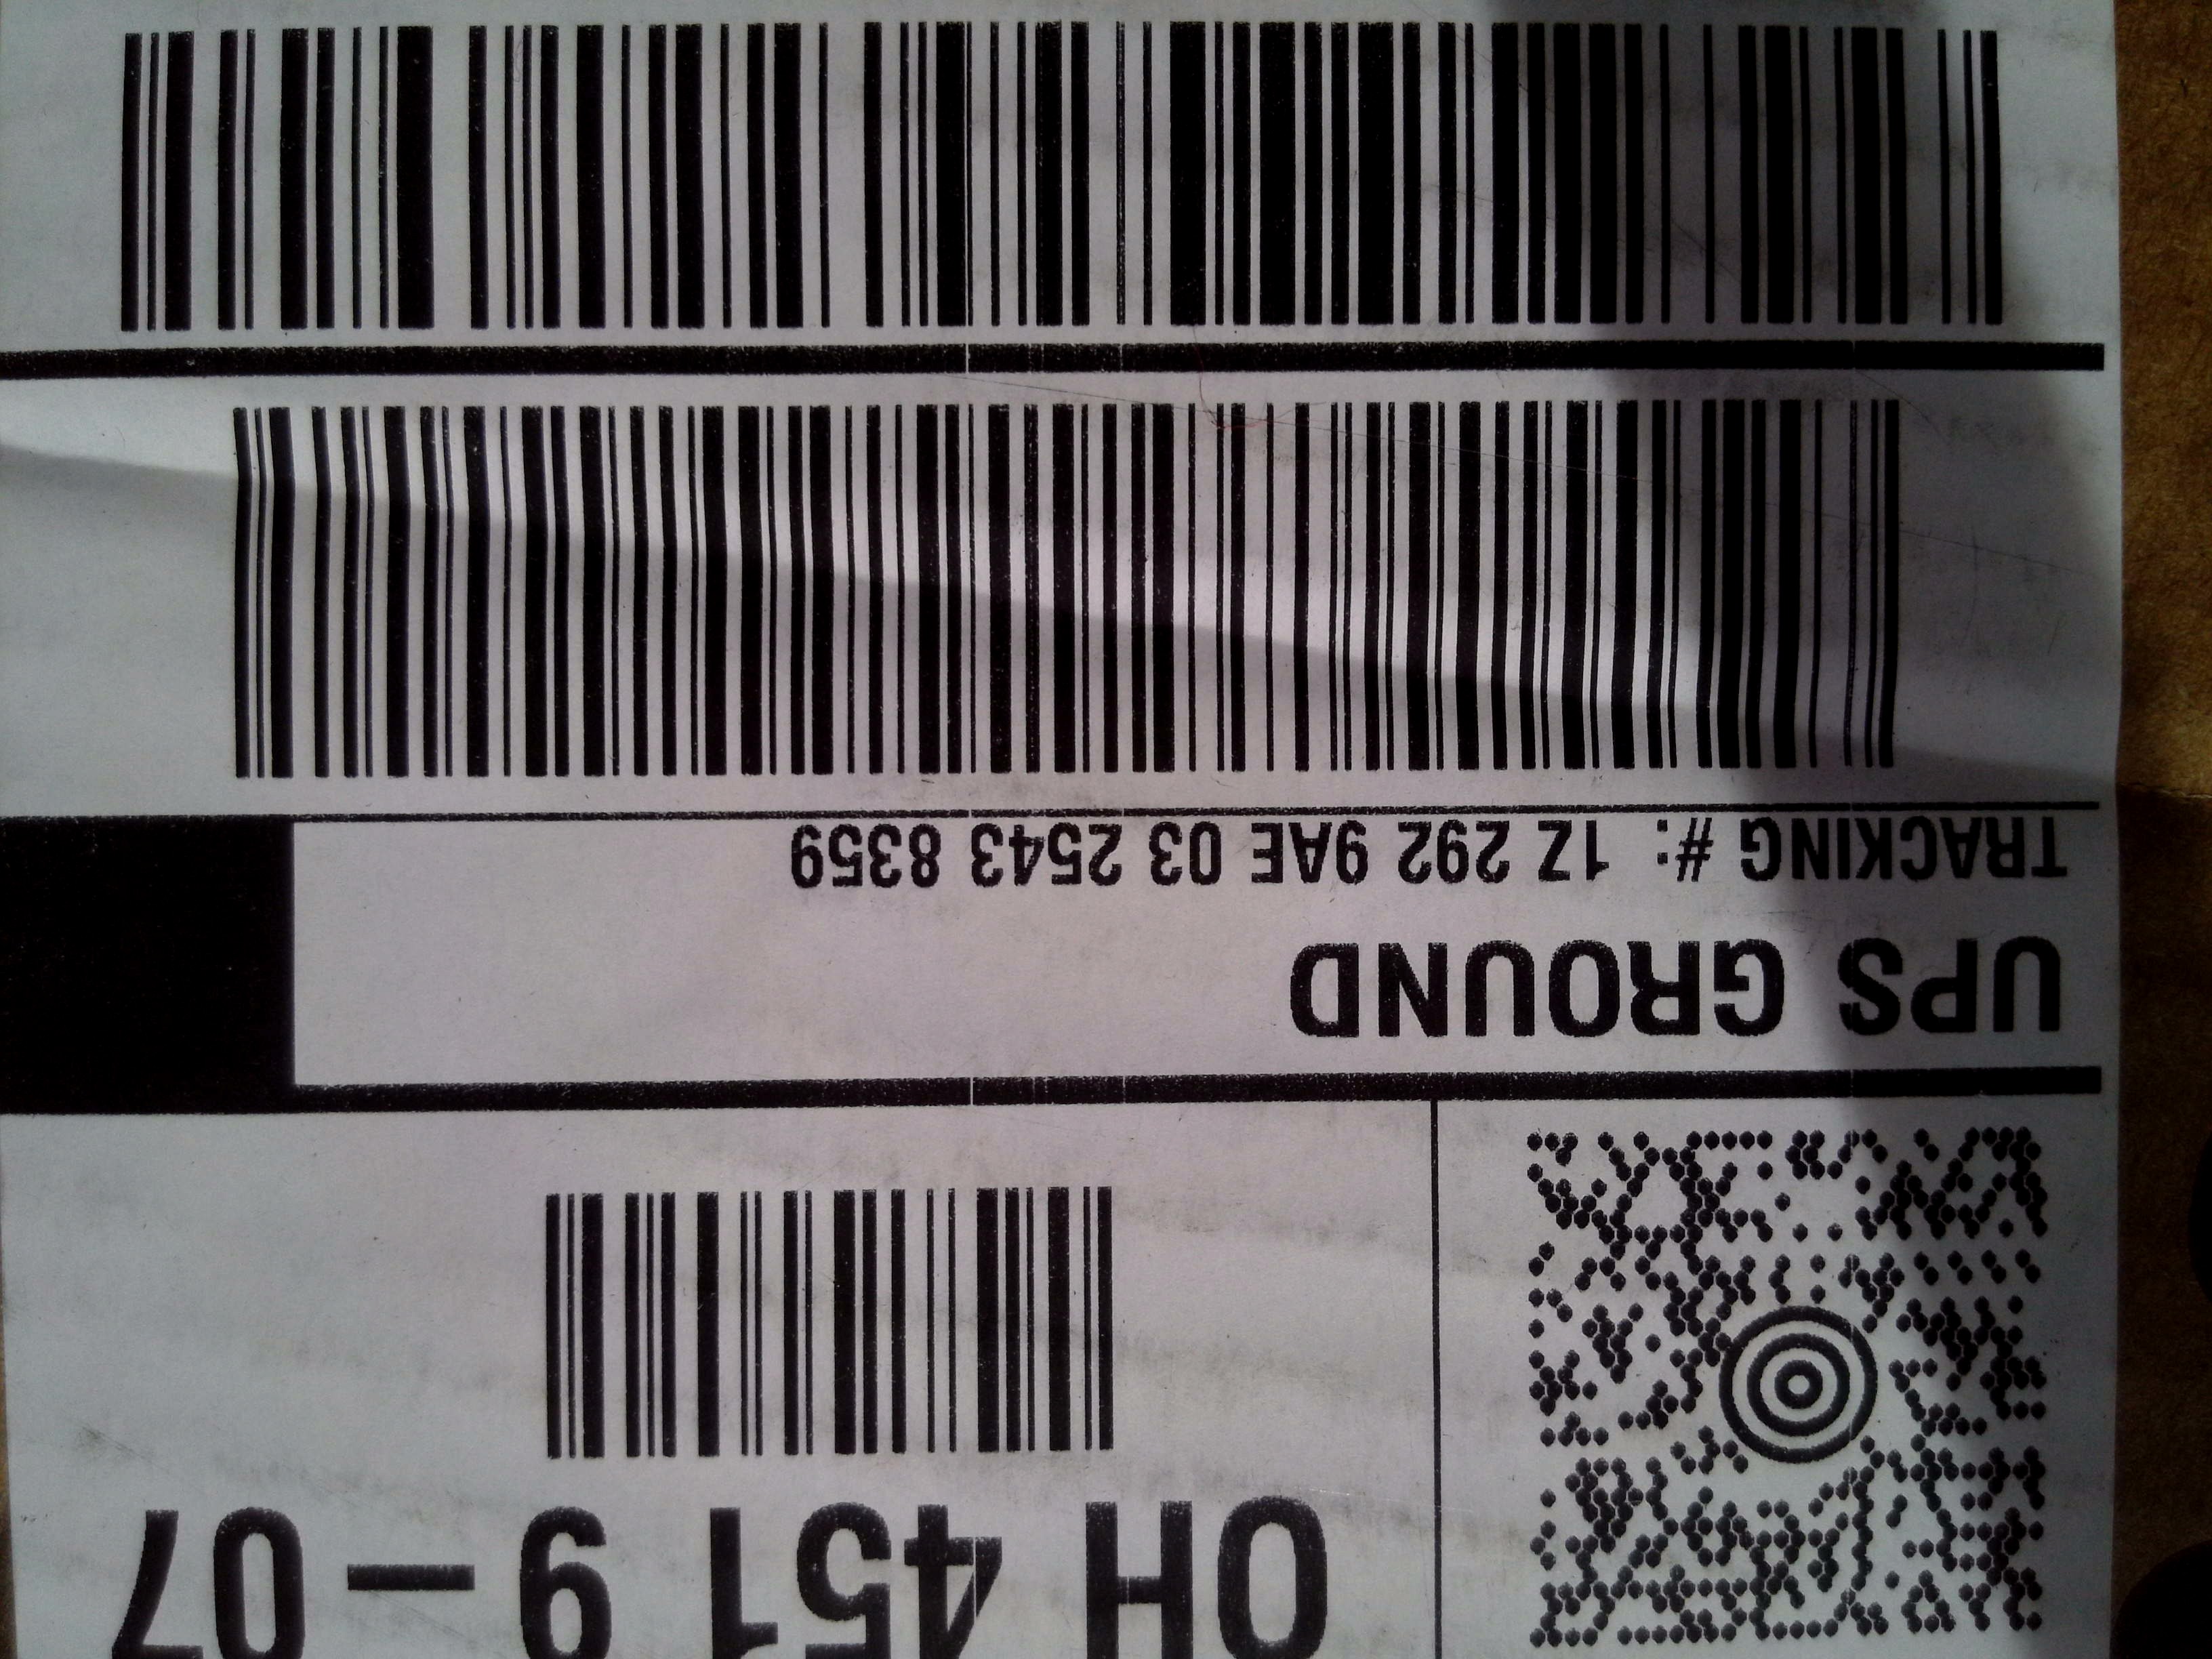 OH 451 9-07
UPS GROUND
TRACKING #: 1Z 292 9AE 03 2543 8359